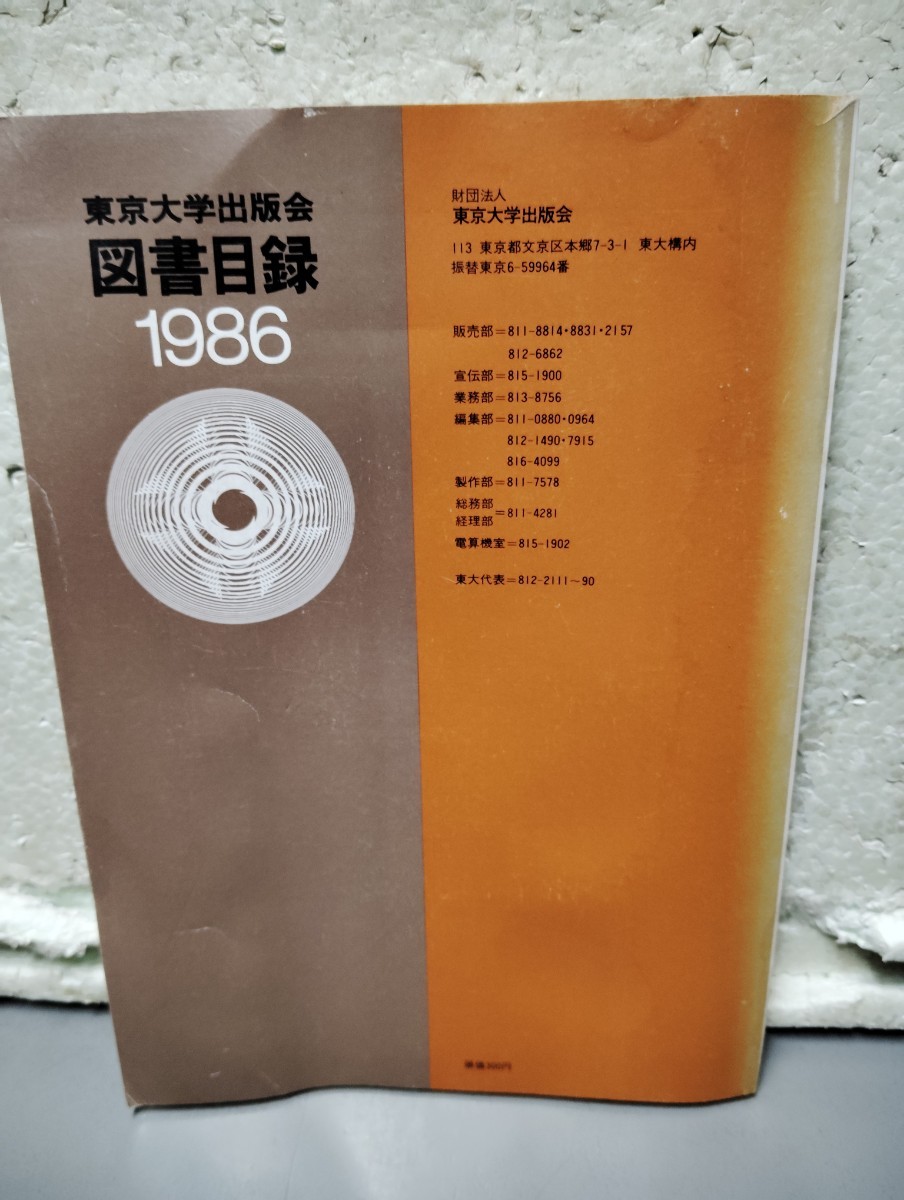 東京大学出版会
図書目録
1986
財団法人
東京大学出版会
113 東京都文京区本郷7-3-1 東大構内
振替東京6-59964番
販売部=811-8814・8831・2157
812-6862
宣伝部=815-1900
業務部=813-8756
編集部=811-0880・0964
812-1490・7915
816-4099
製作部=811-7578
総務部
経理部=811-4281
電算機室=815-1902
東大代表=812-2111～90